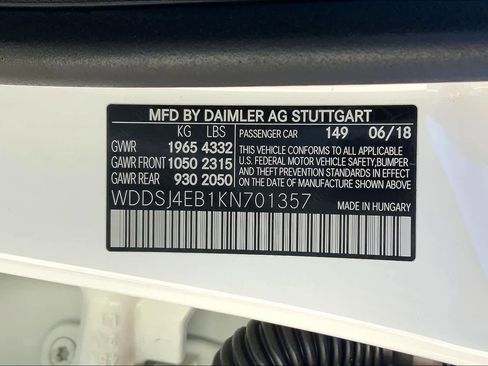 MFD BY DAIMLER AG STUTTGART
KG LBS PASSENGER CAR 149 06/18
GVWR 1965 4332 THIS VEHICLE CONFORMS TO ALL APPLICABLE
GAWR FRONT 1050 2315 U.S. FEDERAL MOTOR VEHICLE SAFETY,BUMPER
GAWR REAR 930 2050 AND THEFT PREVENTION STANDARDS IN EFFECT
ON THE DATE OF MANUFACTURE SHOWN ABOVE.
WDDSJ4EB1KN701357 MADE IN HUNGARY